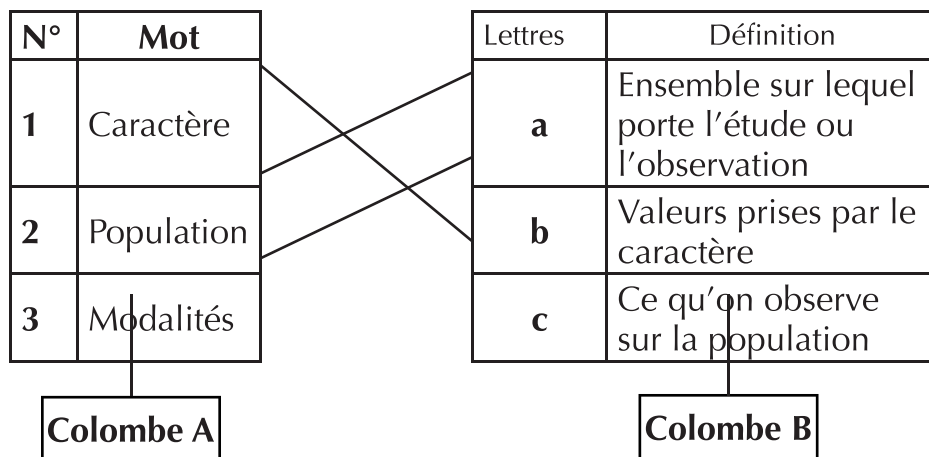 N° Mot
1 Caractère
2 Population
3 Modalités
Colombe A
Lettres Définition
a Ensemble sur lequel
porte l'étude ou
l'observation
b Valeurs prises par le
caractère
c Ce qu'on observe
sur la population
Colombe B